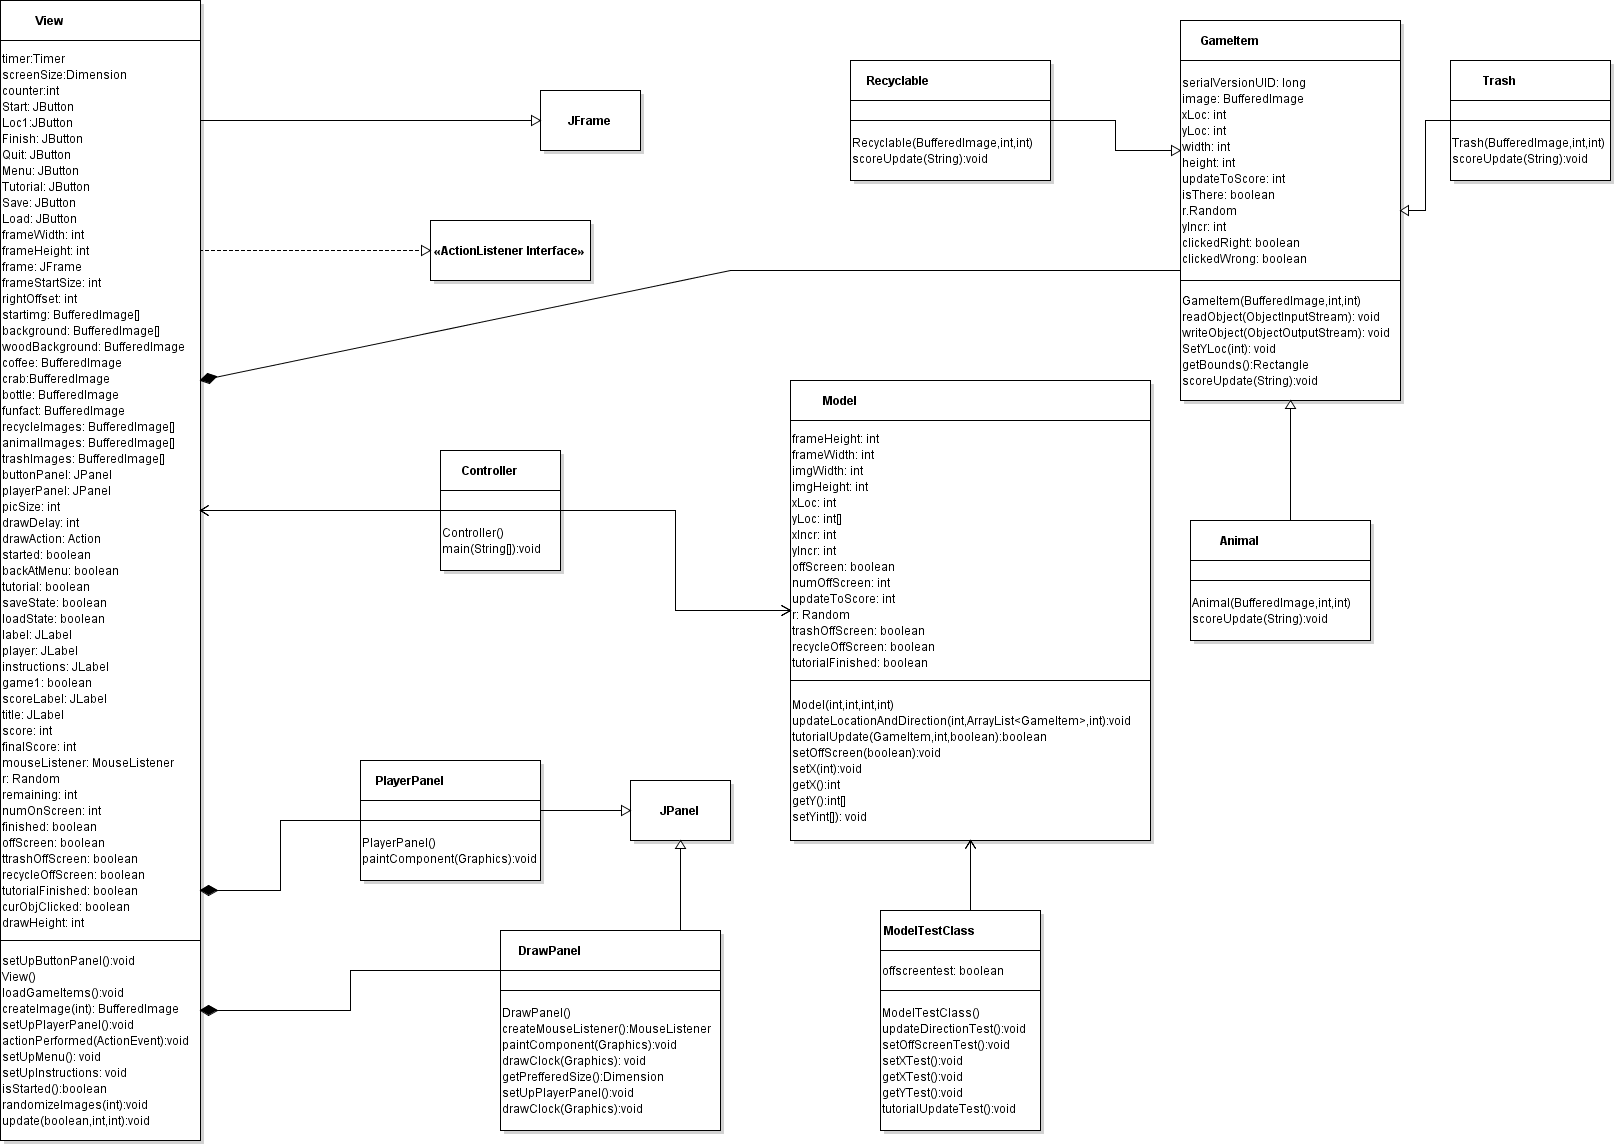 View
timer:Timer
screenSize:Dimension
counter:int
Start: JButton
Loc1:JButton
Finish: JButton
Quit: JButton
Menu: JButton
Tutorial: JButton
Save: JButton
Load: JButton
frameWidth: int
frameHeight: int
frame: JFrame
frameStartSize: int
rightOffset: int
startimg: BufferedImage[]
background: BufferedImage[]
woodBackground: BufferedImage
coffee: BufferedImage
crab:BufferedImage
bottle: BufferedImage
funfact: BufferedImage
recycleImages: BufferedImage[]
animalImages: BufferedImage[]
trashImages: BufferedImage[]
buttonPanel: JPanel
playerPanel: JPanel
picSize: int
drawDelay: int
drawAction: Action
started: boolean
backAtMenu: boolean
tutorial: boolean
saveState: boolean
loadState: boolean
label: JLabel
player: JLabel
instructions: JLabel
game1: boolean
scoreLabel: JLabel
title: JLabel
score: int
finalScore: int
mouseListener: MouseListener
r: Random
remaining: int
numOnScreen: int
finished: boolean
offScreen: boolean
ttrashOffScreen: boolean
recycleOffScreen: boolean
tutorialFinished: boolean
curObjClicked: boolean
drawHeight: int
setUpButtonPanel():void
View()
loadGameItems():void
createImage(int): BufferedImage
setUpPlayerPanel():void
actionPerformed(ActionEvent):void
setUpMenu(): void
setUpInstructions: void
isStarted():boolean
randomizeImages(int):void
update(boolean,int,int):void
JFrame
«ActionListener Interface»
Recyclable
Recyclable(BufferedImage,int,int)
scoreUpdate(String):void
GameItem
serialVersionUID: long
image: BufferedImage
xLoc: int
yLoc: int
width: int
height: int
updateToScore: int
isThere: boolean
r.Random
yIncr: int
clickedRight: boolean
clickedWrong: boolean
GameItem(BufferedImage,int,int)
readObject(ObjectInputStream): void
writeObject(ObjectOutputStream): void
SetYLoc(int): void
getBounds():Rectangle
scoreUpdate(String):void
Trash
Trash(BufferedImage,int,int)
scoreUpdate(String):void
Controller
Controller()
main(String[]):void
Model
frameHeight: int
frameWidth: int
imgWidth: int
imgHeight: int
xLoc: int
yLoc: int[]
xIncr: int
yIncr: int
offScreen: boolean
numOffScreen: int
updateToScore: int
r: Random
trashOffScreen: boolean
recycleOffScreen: boolean
tutorialFinished: boolean
Model(int,int,int,int)
updateLocationAndDirection(int,ArrayList<GameItem>,int):void
tutorialUpdate(GameItem,int,boolean):boolean
setOffScreen(boolean):void
setX(int):void
getX():int
getY():int[]
setYint[]): void
Animal
Animal(BufferedImage,int,int)
scoreUpdate(String):void
PlayerPanel
PlayerPanel()
paintComponent(Graphics):void
JPanel
DrawPanel
DrawPanel()
createMouseListener():MouseListener
paintComponent(Graphics):void
drawClock(Graphics): void
getPrefferedSize():Dimension
setUpPlayerPanel():void
drawClock(Graphics):void
ModelTestClass
offscreentest: boolean
ModelTestClass()
updateDirectionTest():void
setOffScreenTest():void
setXTest():void
getXTest():void
getYTest():void
tutorialUpdateTest():void